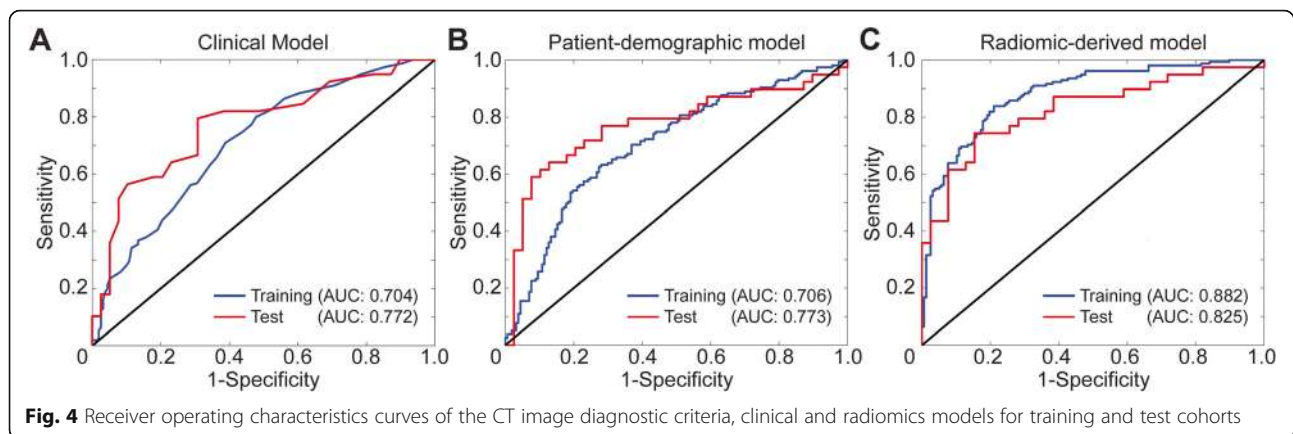 A Clinical Model
1.0
0.8
0.6
0.4
0.2
0 0.2 0.4 0.6 0.8 1.0
Sensitivity
1-Specificity
Training (AUC: 0.704)
Test (AUC: 0.772)
B Patient-demographic model
1.0
0.8
0.6
0.4
0.2
0 0.2 0.4 0.6 0.8 1.0
Sensitivity
1-Specificity
Training (AUC: 0.706)
Test (AUC: 0.773)
C Radiomic-derived model
1.0
0.8
0.6
0.4
0.2
0 0.2 0.4 0.6 0.8 1.0
Sensitivity
1-Specificity
Training (AUC: 0.882)
Test (AUC: 0.825)
Fig. 4 Receiver operating characteristics curves of the CT image diagnostic criteria, clinical and radiomics models for training and test cohorts